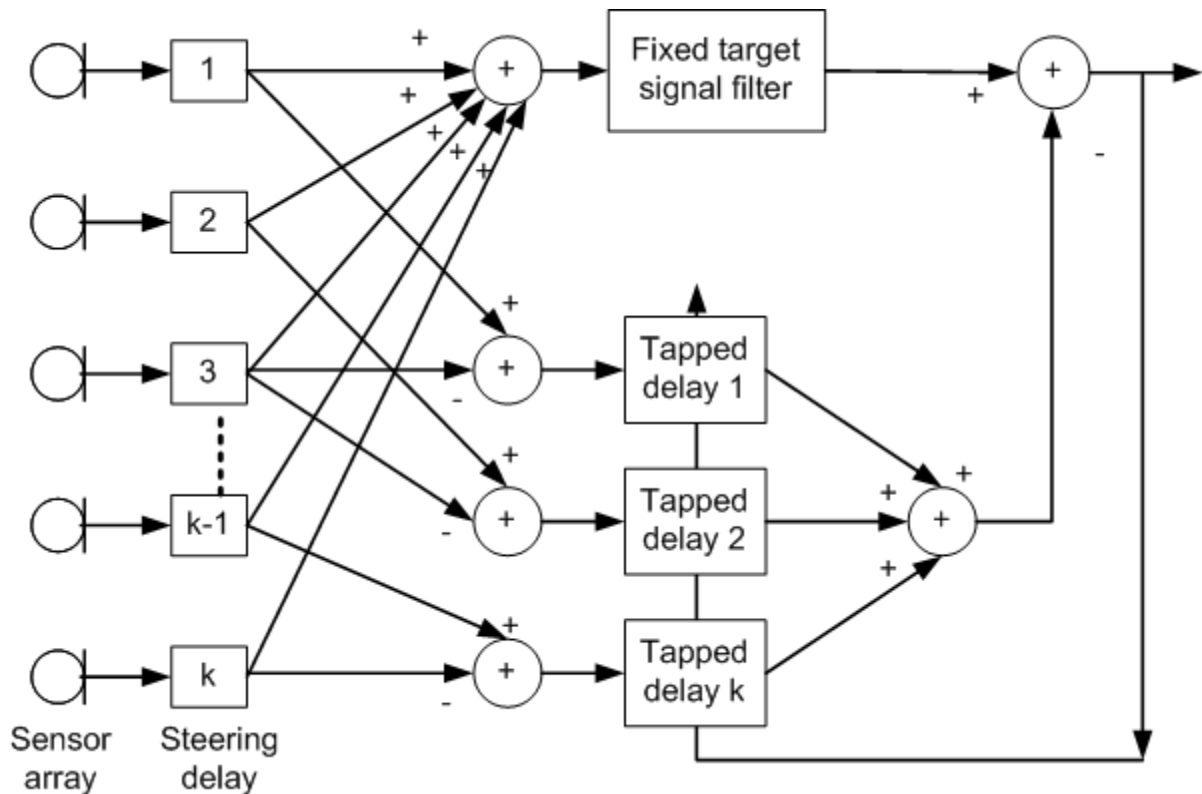 1
+
+
Fixed target
signal filter
+
+
2
+
+
+
+
-
3
+
+
-
Tapped
delay 1
k-1
+
+
-
Tapped
delay 2
+
+
+
+
k
+
+
-
Tapped
delay k
Sensor
array
Steering
delay